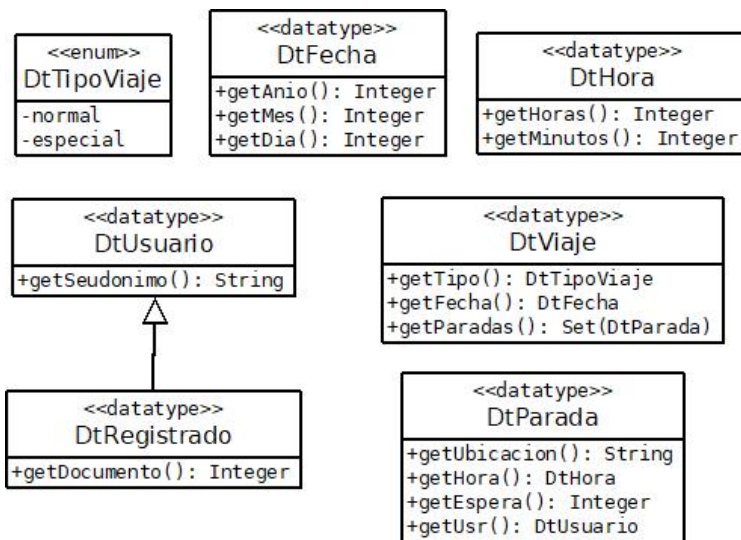 <<enum>>
DtTipoViaje
-normal
-especial
<<datatype>>
DtFecha
+getAnio(): Integer
+getMes(): Integer
+getDia(): Integer
<<datatype>>
DtHora
+getHoras(): Integer
+getMinutos(): Integer
<<datatype>>
DtUsuario
+getSeudonimo(): String
<<datatype>>
DtViaje
+getTipo(): DtTipoViaje
+getFecha(): DtFecha
+getParadas(): Set(DtParada)
<<datatype>>
DtRegistrado
+getDocumento(): Integer
<<datatype>>
DtParada
+getUbicacion(): String
+getHora(): DtHora
+getEspera(): Integer
+getUsr(): DtUsuario